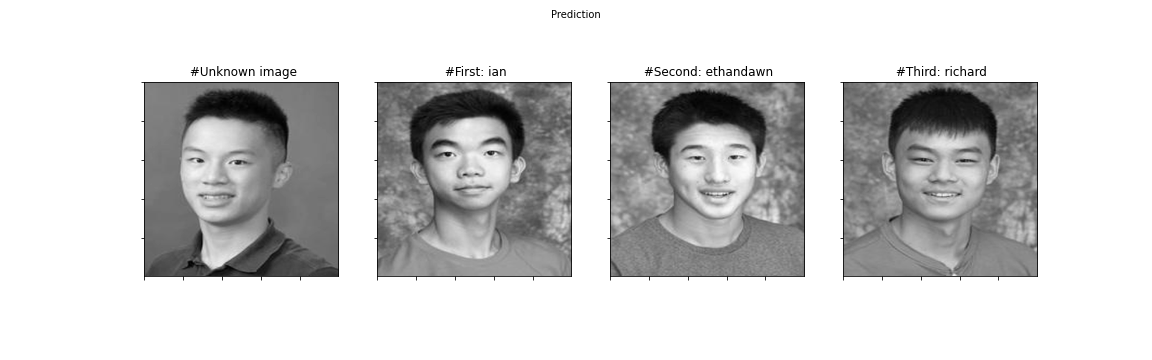 Prediction
#Unknown image
#First: ian
#Second: ethandawn
#Third: richard